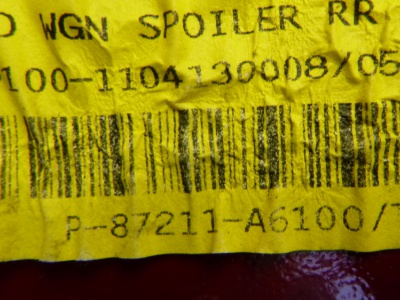 D WGN SPOILER RR
100-1104130008/05
P-87211-A6100/